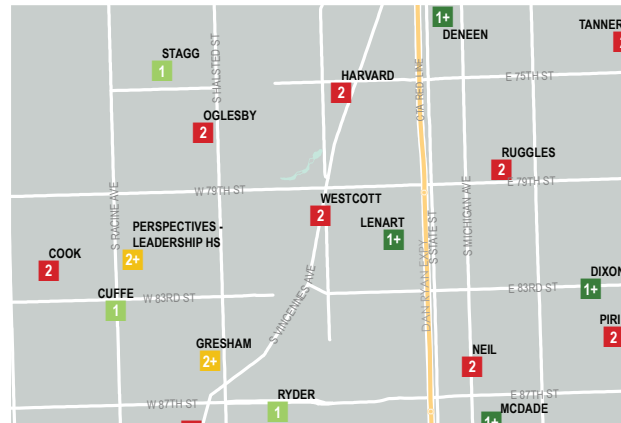 1+
DENEEN
TANNER
2
STAGG
1
S HALSTED ST
HARVARD
2
CTA RED LINE
E 75TH ST
OGLESBY
2
RUGGLES
2
W 79TH ST
E 79TH ST
WESTCOTT
2
LENART
1+
S STATE ST
S MICHIGAN AVE
S RACINE AVE
PERSPECTIVES -
LEADERSHIP HS
2+
COOK
2
DAN RYAN EXPY
DIXON
1+
E 83RD ST
CUFFE
1
W 83RD ST
S VINCENNES AVE
PIRI
2
GRESHAM
2+
NEIL
2
E 87TH ST
RYDER
1
W 87TH ST
MCDADE
1+